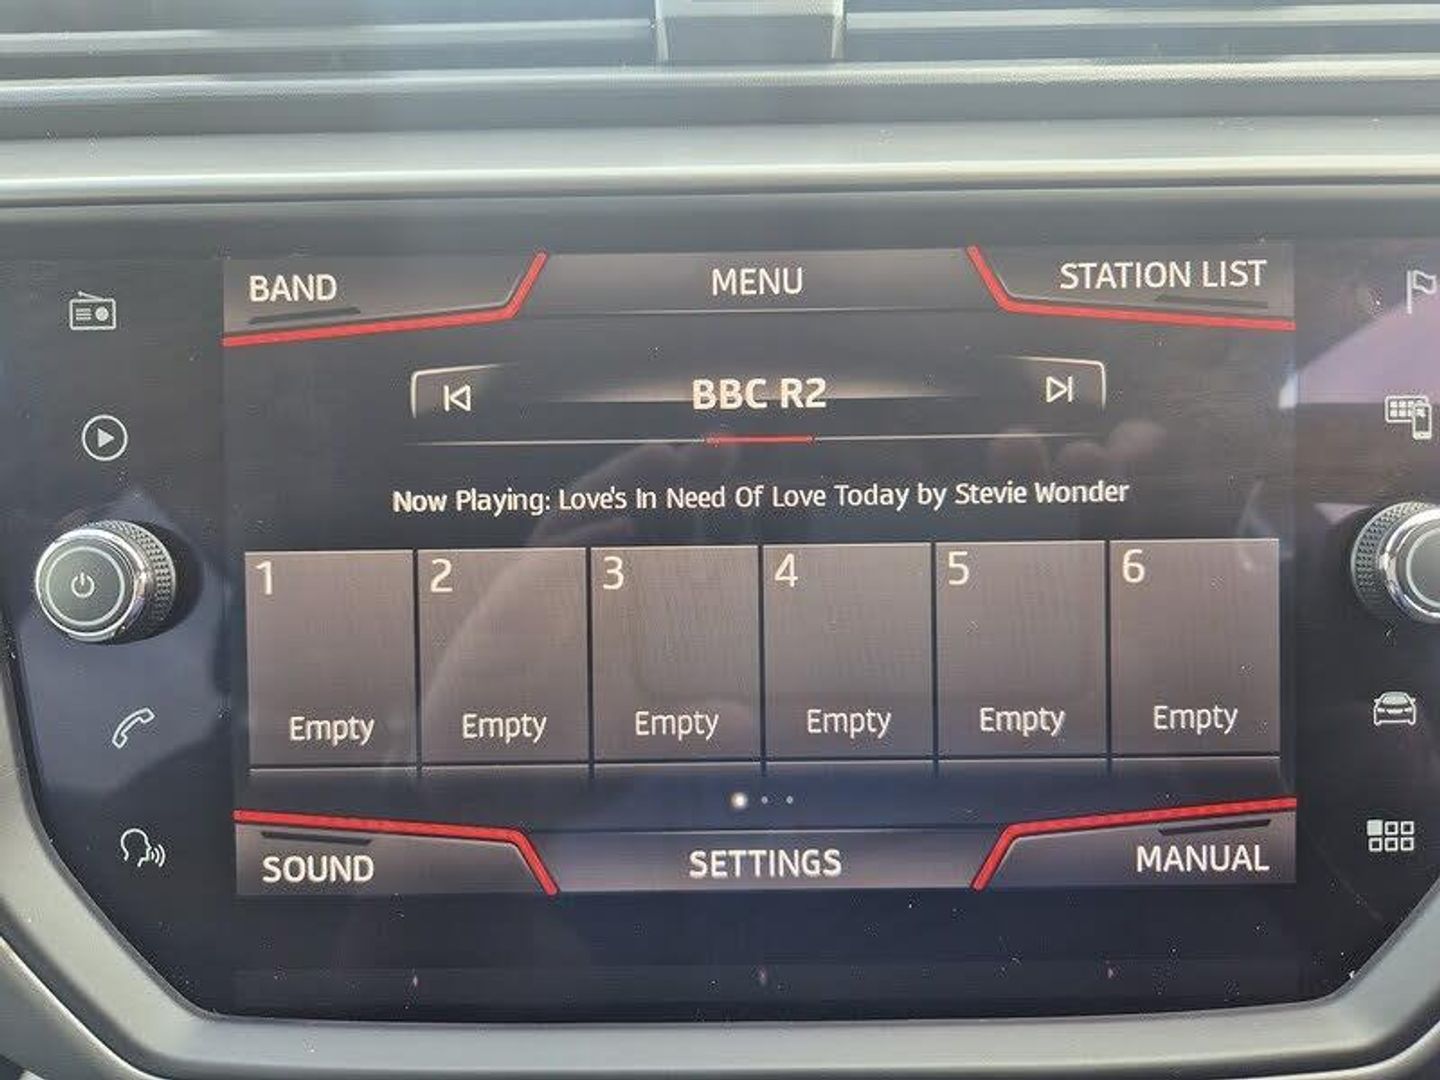 BAND
MENU
STATION LIST
BBC R2
Now Playing: Love's In Need Of Love Today by Stevie Wonder
1
2
3
4
5
6
Empty
Empty
Empty
Empty
Empty
Empty
SOUND
SETTINGS
MANUAL